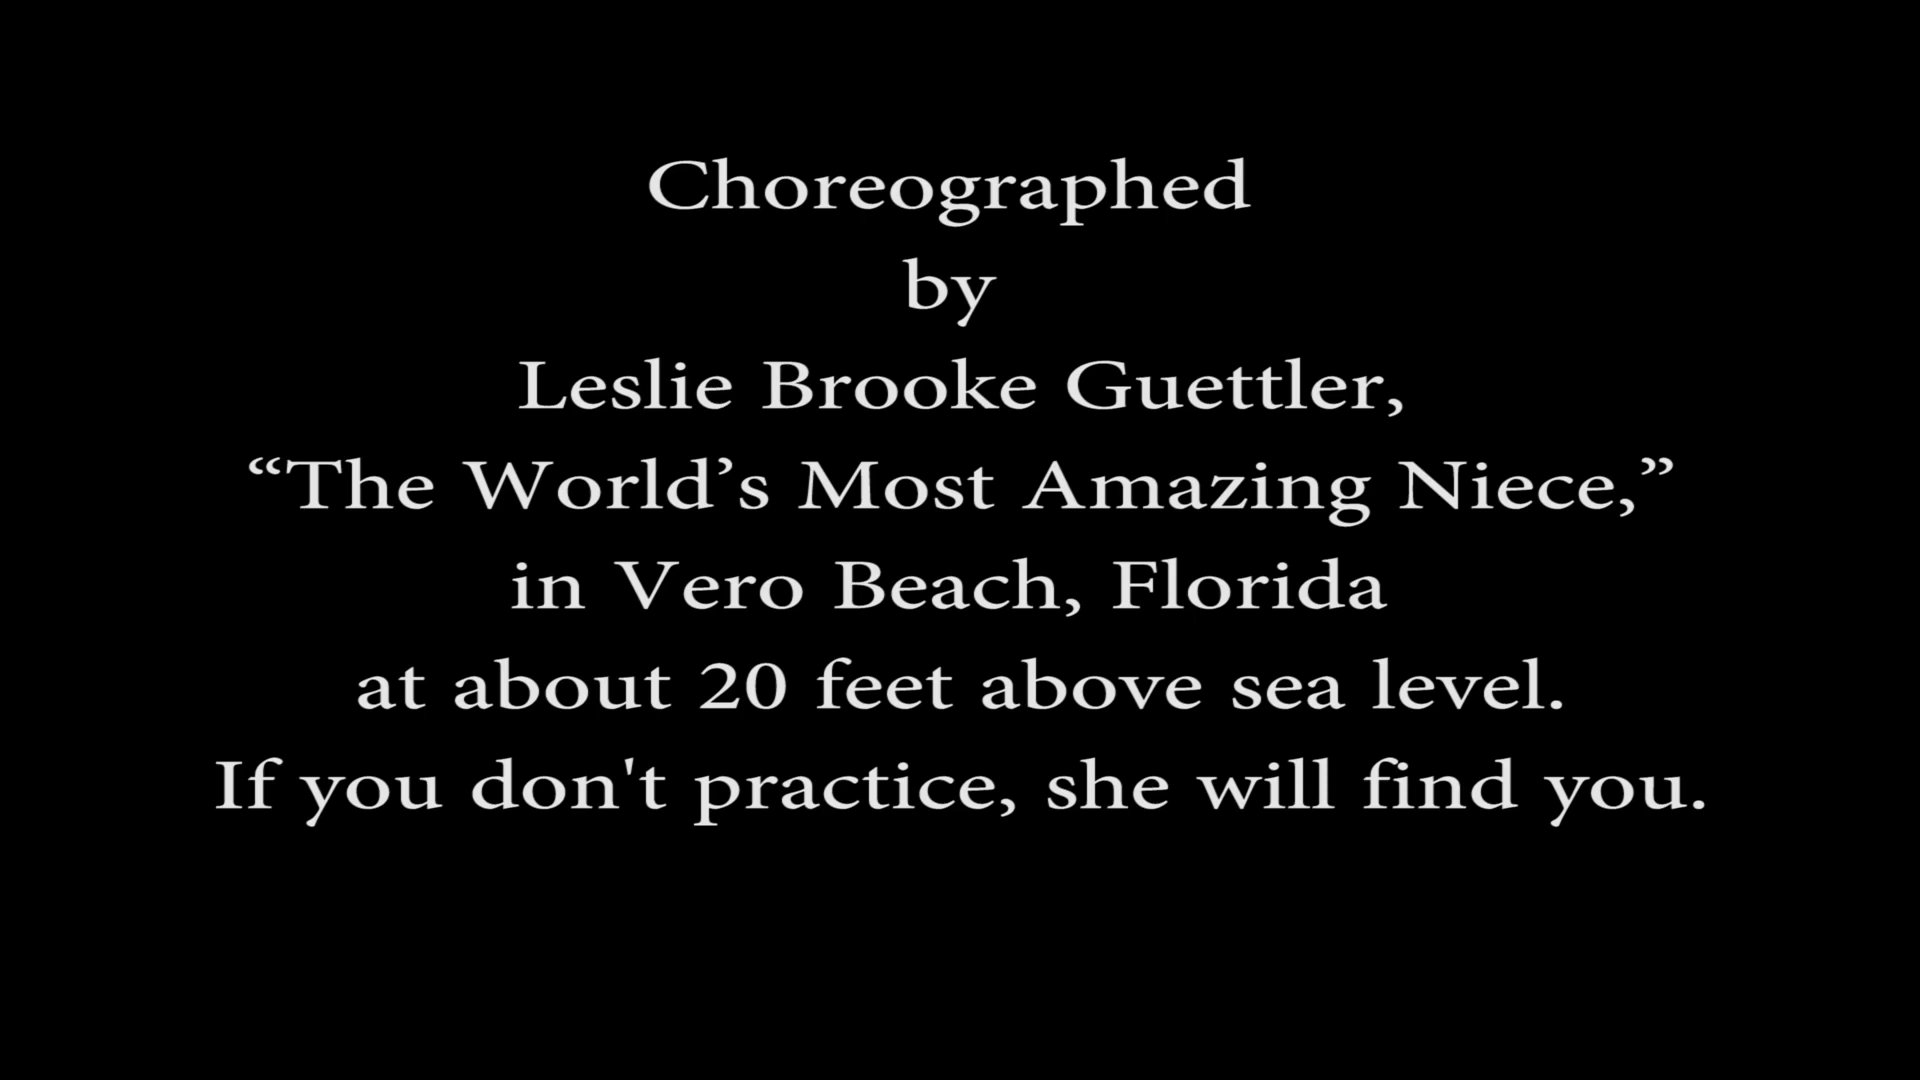 Choreographed
by
Leslie Brooke Guettler,
“The World’s Most Amazing Niece,”
in Vero Beach, Florida
at about 20 feet above sea level.
If you don't practice, she will find you.